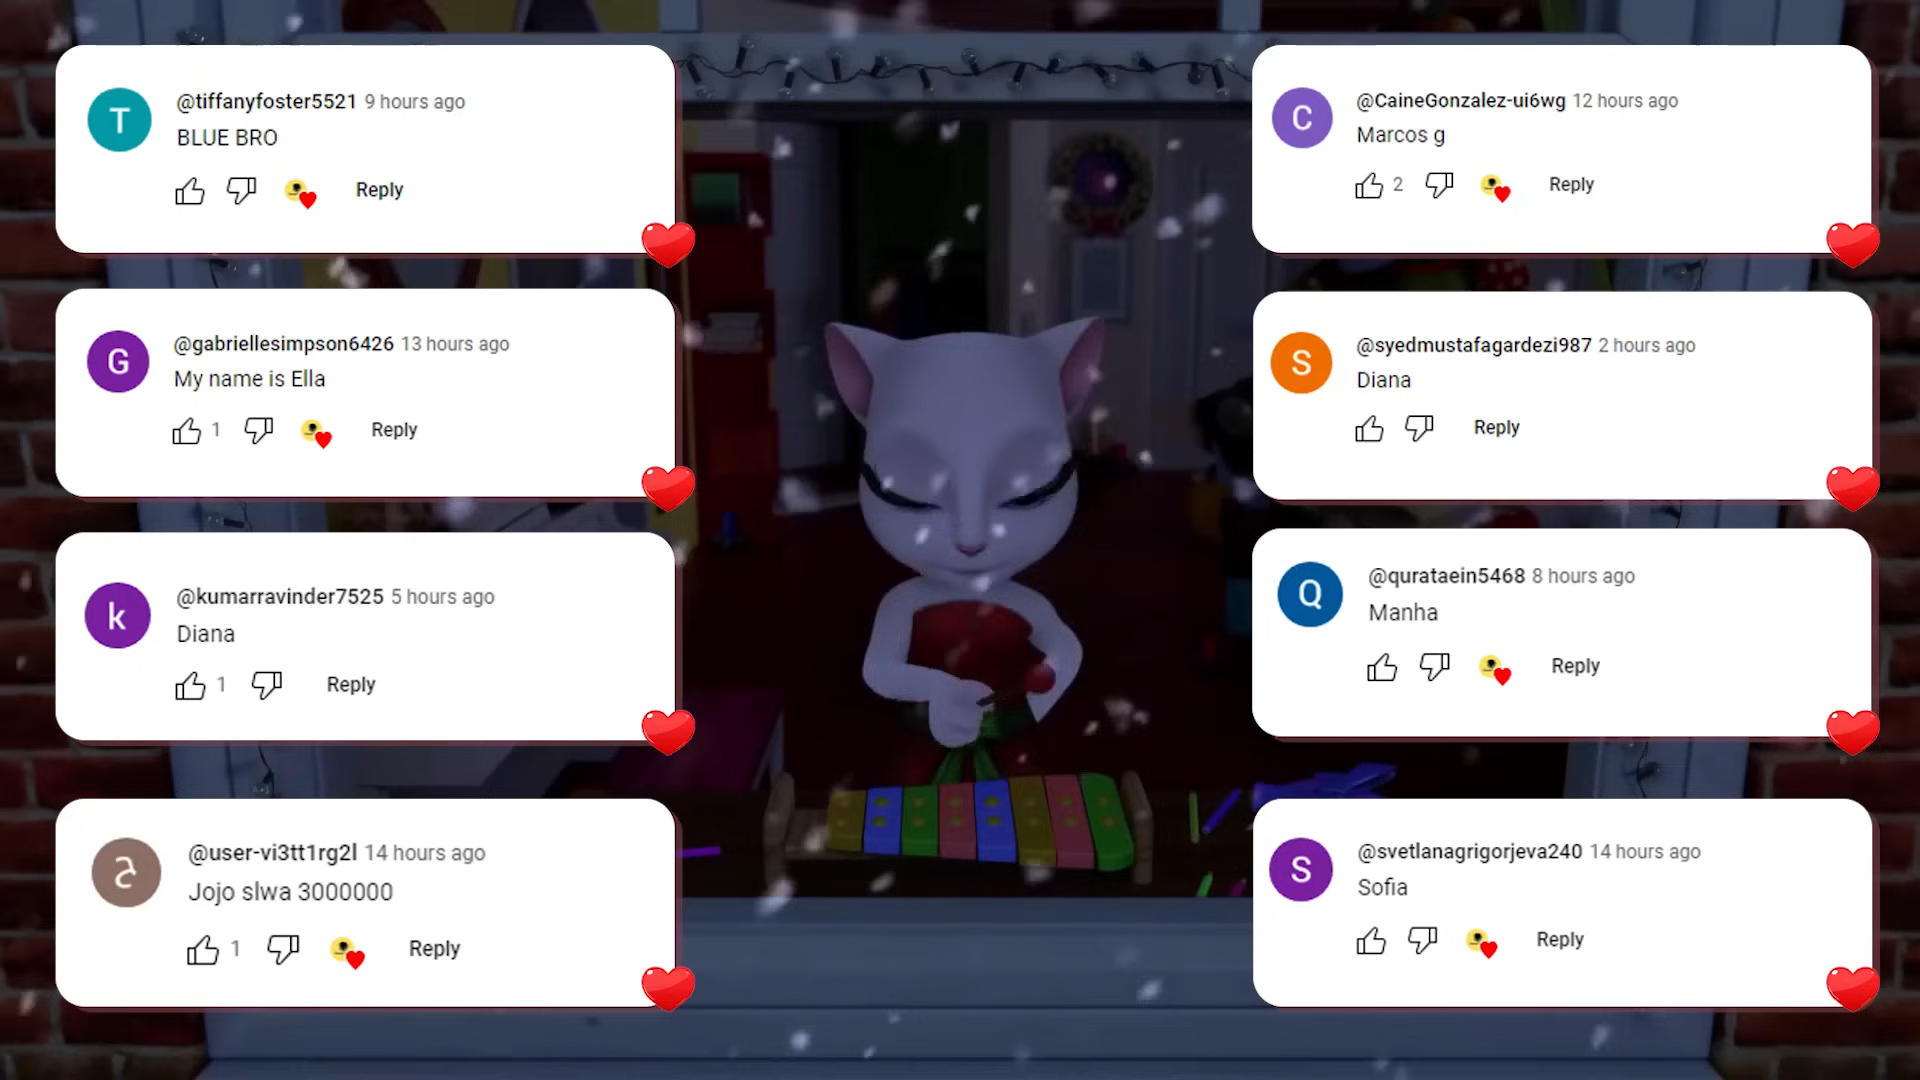 T
@tiffanyfoster5521 9 hours ago
BLUE BRO
Reply
G
@gabriellesimpson6426 13 hours ago
My name is Ella
1
Reply
k
@kumarravinder7525 5 hours ago
Diana
1
Reply
@user-vi3tt1rg2l 14 hours ago
Jojo slwa 3000000
1
Reply
C
@CaineGonzalez-ui6wg 12 hours ago
Marcos g
2
Reply
S
@syedmustafagardezi987 2 hours ago
Diana
Reply
Q
@qurataein5468 8 hours ago
Manha
Reply
S
@svetlanagrigorjeva240 14 hours ago
Sofia
Reply